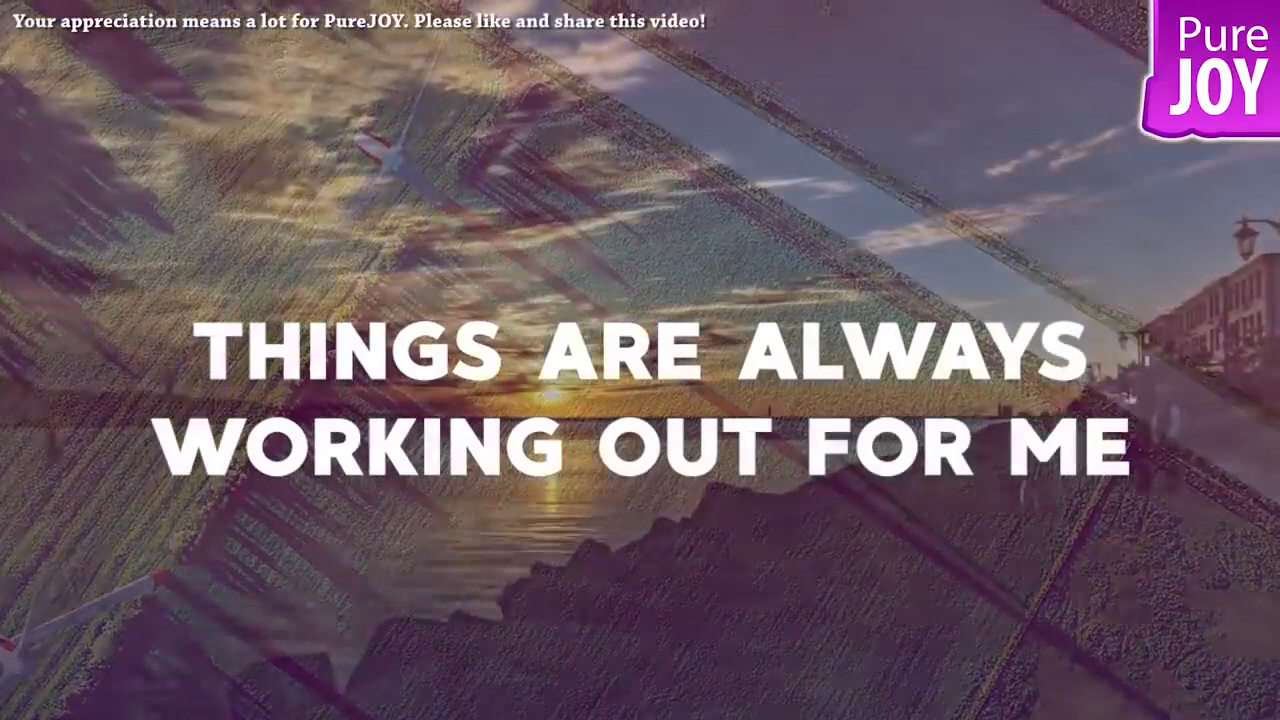 Your appreciation means a lot for PureJOY. Please like and share this video!
Pure
JOY
THINGS ARE ALWAYS
WORKING OUT FOR ME